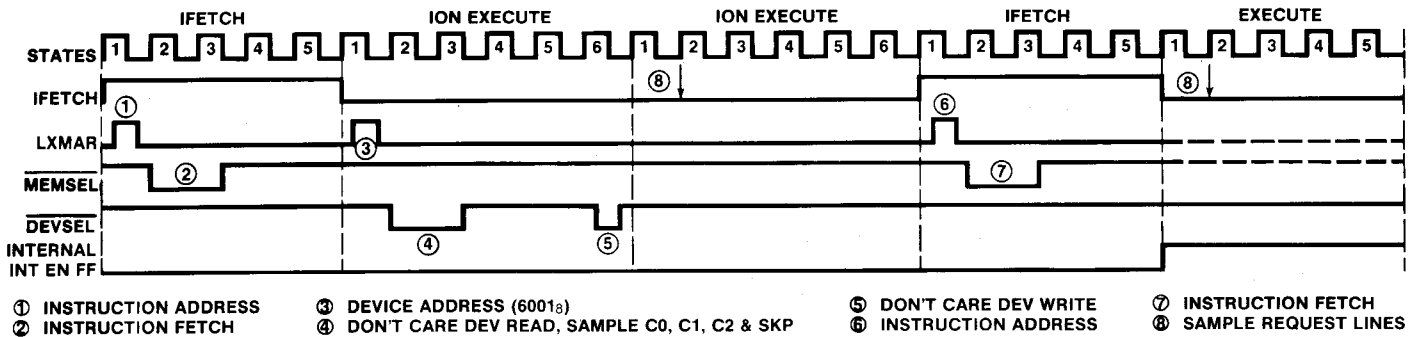 IFETCH ION EXECUTE ION EXECUTE IFETCH EXECUTE
STATES 1 2 3 4 5 1 2 3 4 5 6 1 2 3 4 5 6 1 2 3 4 5 1 2 3 4 5
IFETCH ⑧ ⑧
LXMAR ① ③ ⑥
MEMSEL ② ⑦
DEVSEL ④ ⑤
INTERNAL
INT EN FF
① INSTRUCTION ADDRESS ③ DEVICE ADDRESS (6001₈) ⑤ DON'T CARE DEV WRITE ⑦ INSTRUCTION FETCH
② INSTRUCTION FETCH ④ DON'T CARE DEV READ, SAMPLE C0, C1, C2 & SKP ⑥ INSTRUCTION ADDRESS ⑧ SAMPLE REQUEST LINES